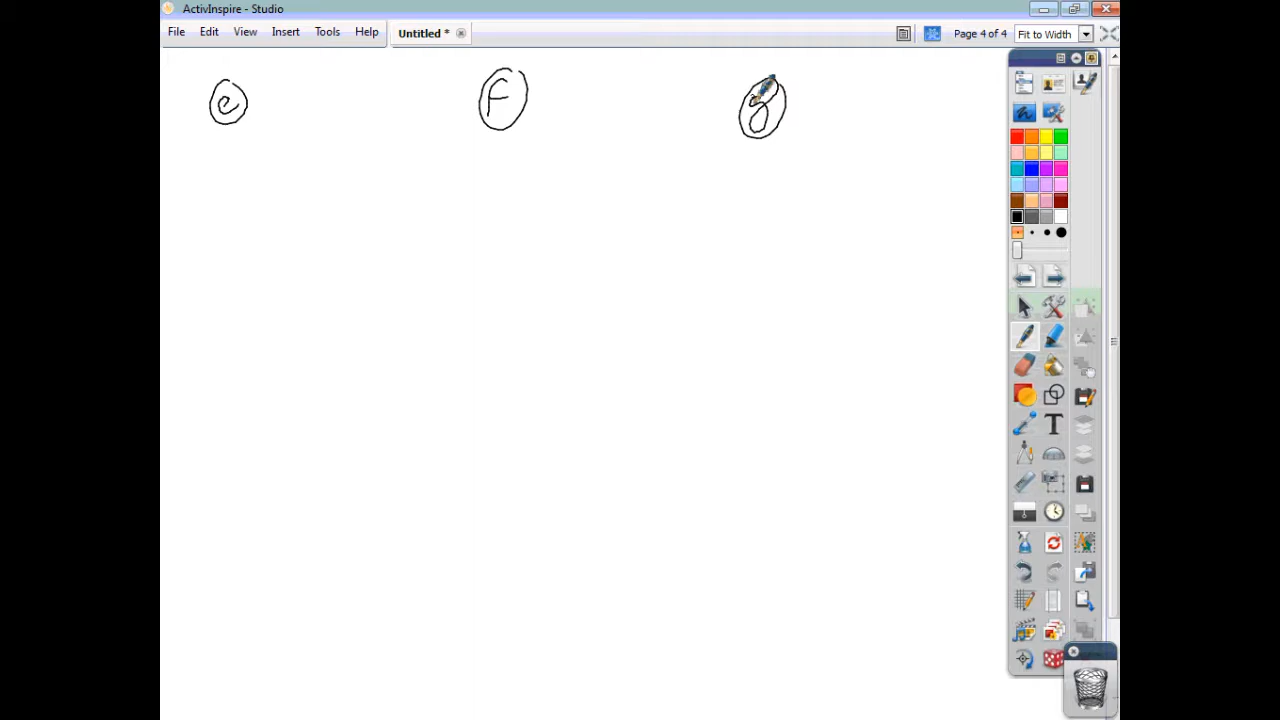 ActivInspire - Studio
File Edit View Insert Tools Help Untitled * Page 4 of 4 Fit to Width
e F g
T